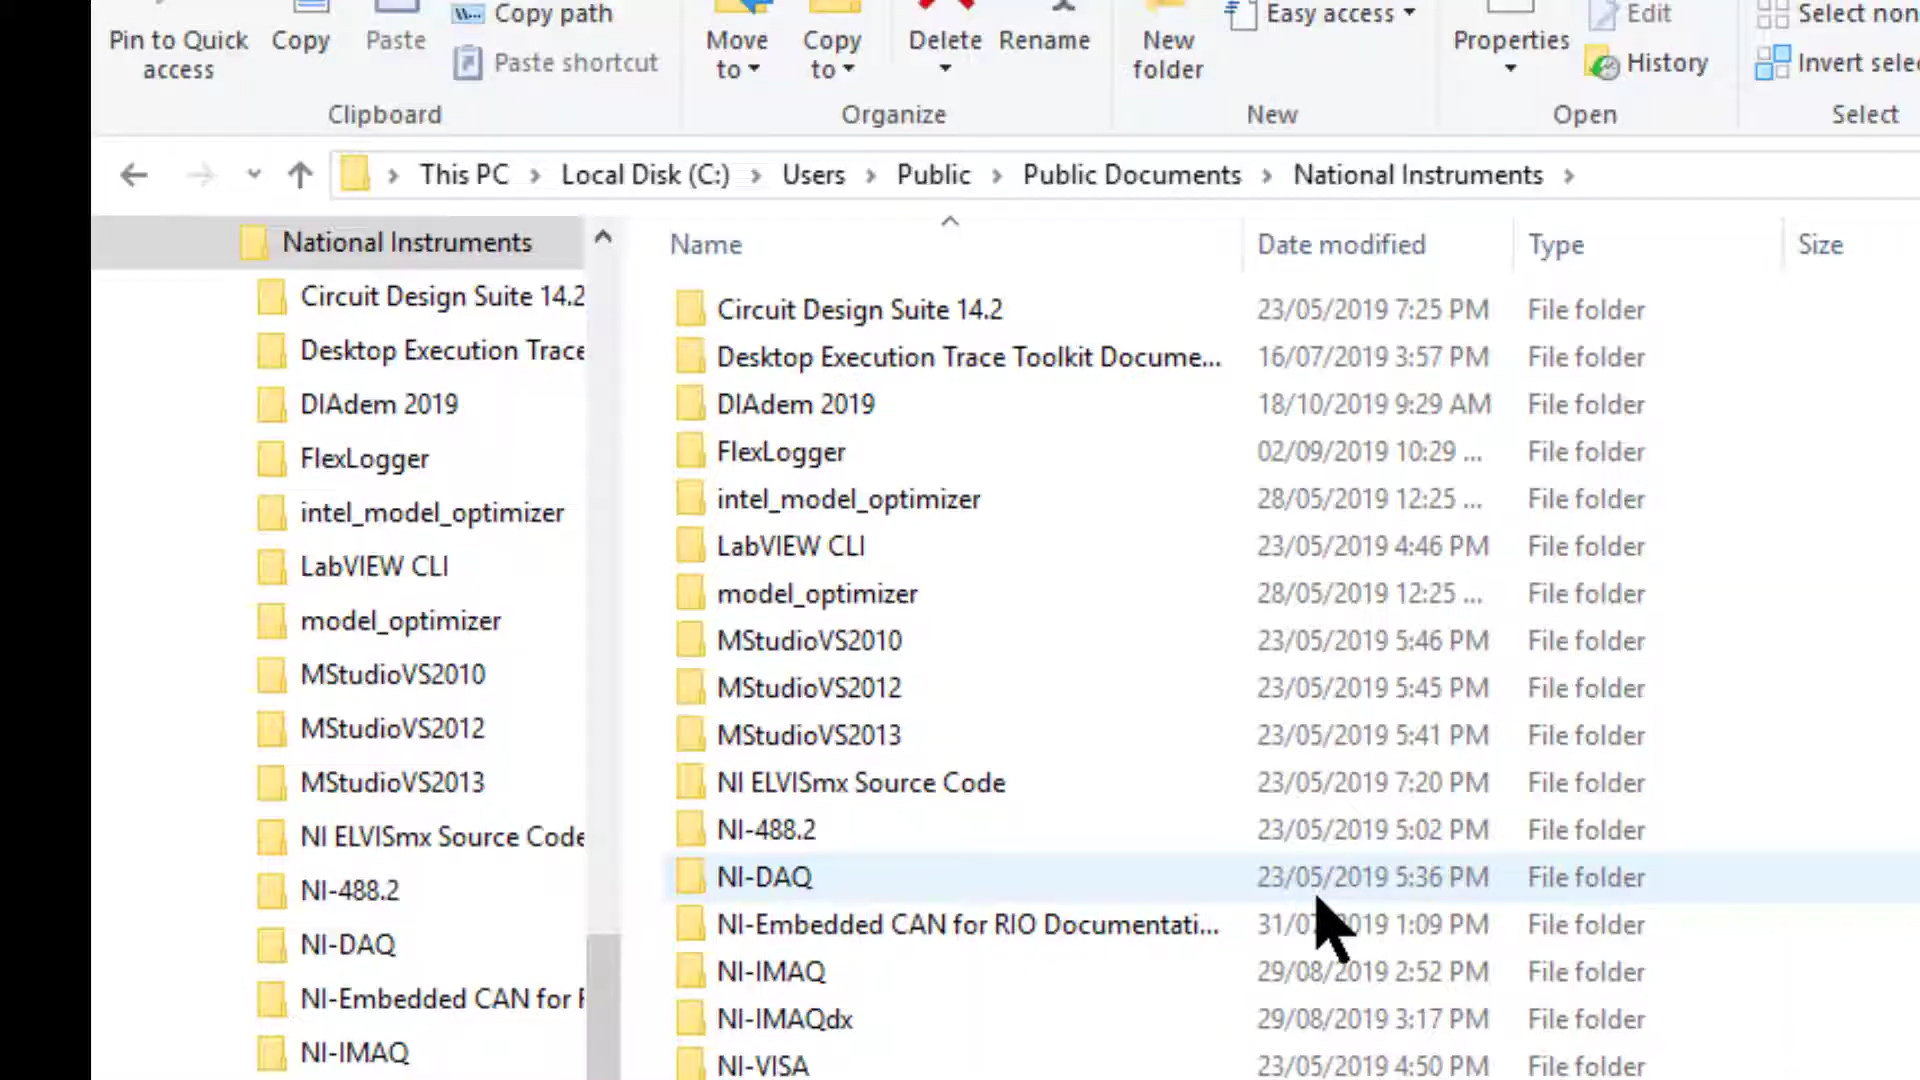 Pin to Quick access
Copy
Paste
Copy path
Paste shortcut
Clipboard
Move to
Copy to
Delete
Rename
Organize
New folder
Easy access
New
Properties
Edit
History
Open
Select non
Invert sele
Select
This PC > Local Disk (C:) > Users > Public > Public Documents > National Instruments >
National Instruments
Circuit Design Suite 14.2
Desktop Execution Trace
DIAdem 2019
FlexLogger
intel_model_optimizer
LabVIEW CLI
model_optimizer
MStudioVS2010
MStudioVS2012
MStudioVS2013
NI ELVISmx Source Code
NI-488.2
NI-DAQ
NI-Embedded CAN for R
NI-IMAQ
Name Date modified Type Size
Circuit Design Suite 14.2 23/05/2019 7:25 PM File folder
Desktop Execution Trace Toolkit Docume... 16/07/2019 3:57 PM File folder
DIAdem 2019 18/10/2019 9:29 AM File folder
FlexLogger 02/09/2019 10:29 ... File folder
intel_model_optimizer 28/05/2019 12:25 ... File folder
LabVIEW CLI 23/05/2019 4:46 PM File folder
model_optimizer 28/05/2019 12:25 ... File folder
MStudioVS2010 23/05/2019 5:46 PM File folder
MStudioVS2012 23/05/2019 5:45 PM File folder
MStudioVS2013 23/05/2019 5:41 PM File folder
NI ELVISmx Source Code 23/05/2019 7:20 PM File folder
NI-488.2 23/05/2019 5:02 PM File folder
NI-DAQ 23/05/2019 5:36 PM File folder
NI-Embedded CAN for RIO Documentati... 1:09 PM File folder
NI-IMAQ 29/08/2019 2:52 PM File folder
NI-IMAQdx 29/08/2019 3:17 PM File folder
NI-VISA 23/05/2019 4:50 PM File folder